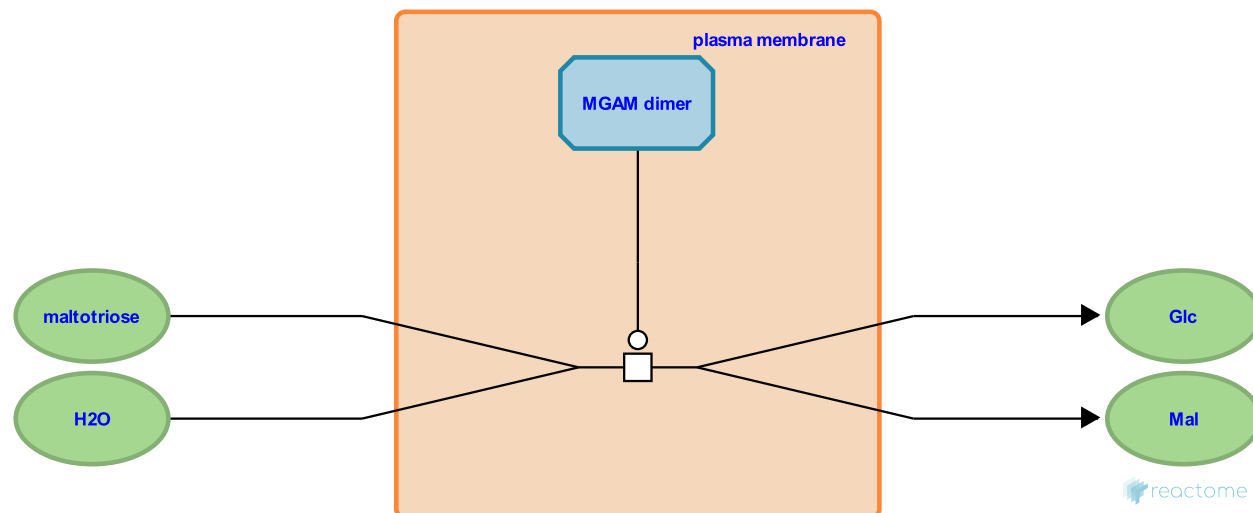 plasma membrane
MGAM dimer
maltotriose
Glc
H2O
Mal
reactome